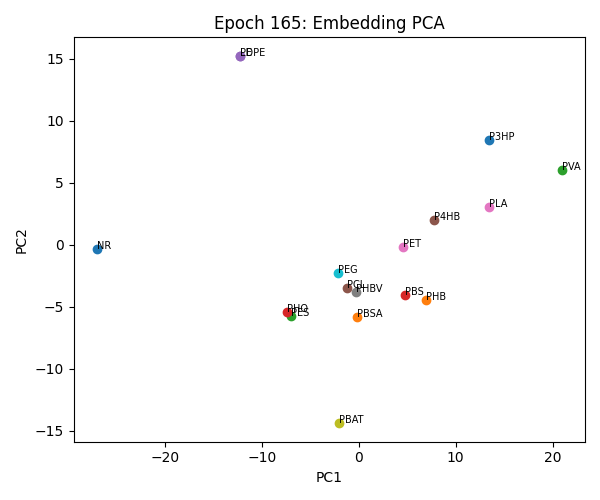 Epoch 165: Embedding PCA
PC2
15
10
5
0
−5
−10
−15
P3HP
PVA
PLA
P4HB
NR
PET
PEG
PCL
PHBV
PBS
PHB
PHO
PES
PBSA
PBAT
−20
−10
0
10
20
PC1